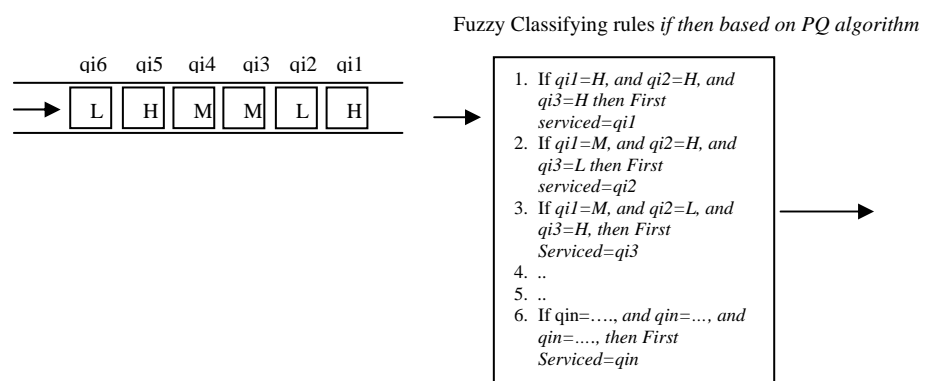 Fuzzy Classifying rules if then based on PQ algorithm
qi6 qi5 qi4 qi3 qi2 qi1
L H M M L H
1. If qi1=H, and qi2=H, and
qi3=H then First
serviced=qi1
2. If qi1=M, and qi2=H, and
qi3=L then First
serviced=qi2
3. If qi1=M, and qi2=L, and
qi3=H, then First
Serviced=qi3
4. ..
5. ..
6. If qin=…., and qin=…, and
qin=…., then First
Serviced=qin